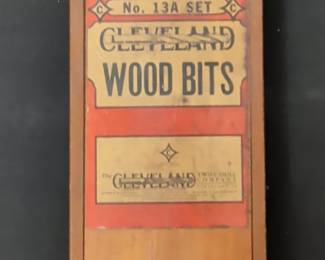 C No. 13A SET C
CLEVELAND
WOOD BITS
C
The CLEVELAND TWIST DRILL
COMPANY